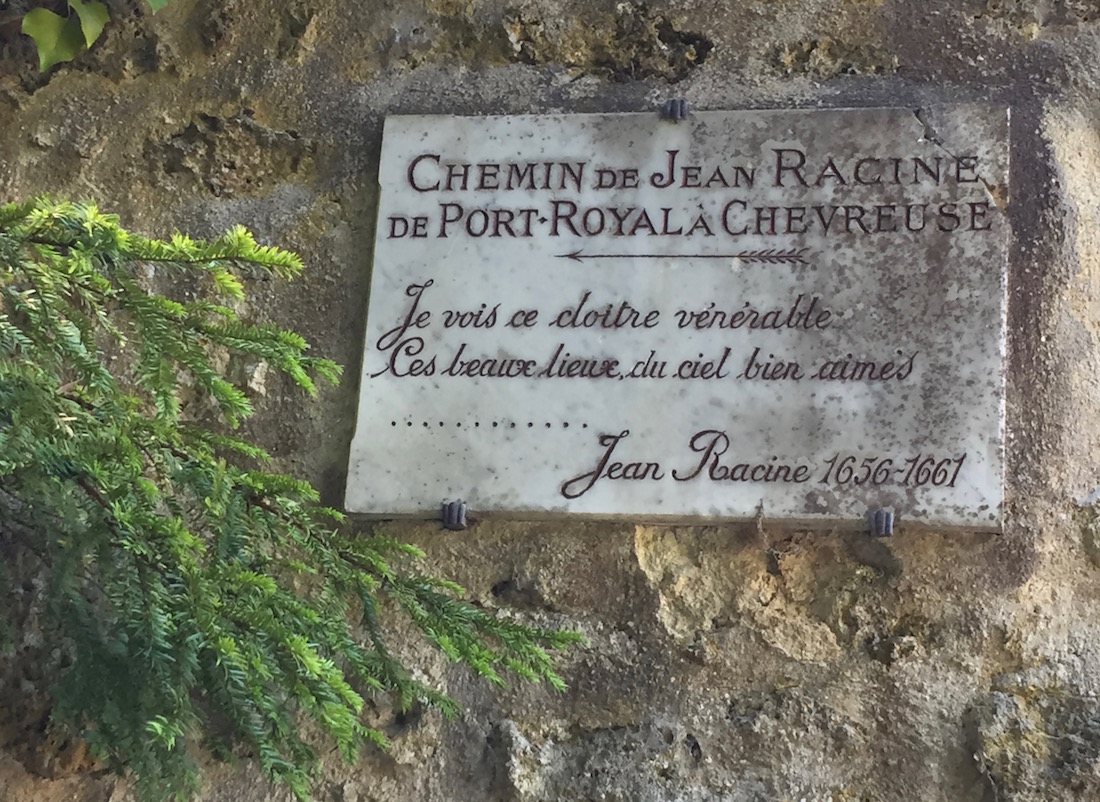 CHEMIN DE JEAN RACINE
DE PORT-ROYAL À CHEVREUSE
Je vois ce cloitre vénérable
Ces beaux lieux, du ciel bien aimés
............
Jean Racine 1656-1661